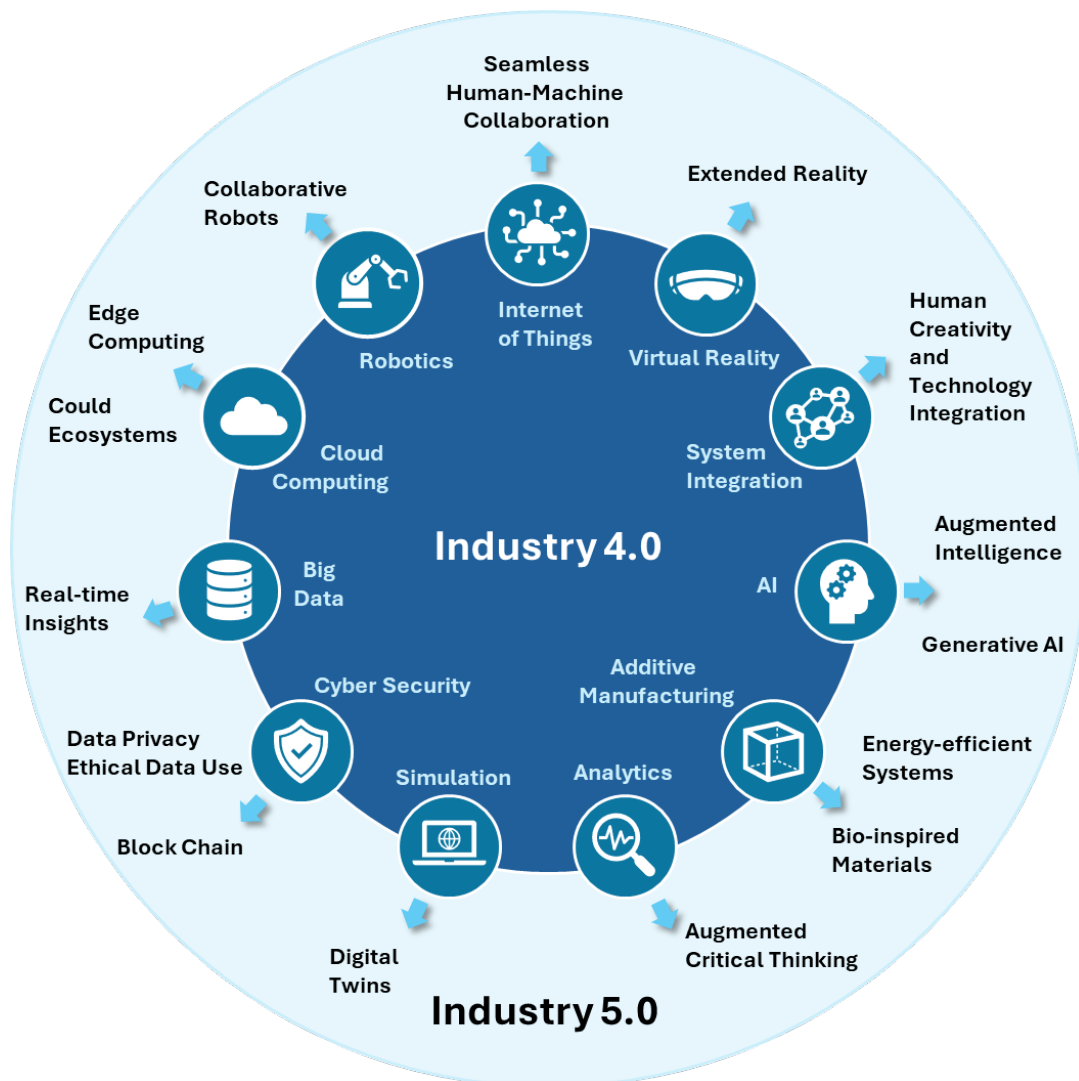 Seamless
Human-Machine
Collaboration
Extended Reality
Collaborative
Robots
Human
Creativity
and
Technology
Integration
Edge
Computing
Internet
of Things
Robotics
Virtual Reality
Could
Ecosystems
Cloud
Computing
System
Integration
Augmented
Intelligence
Industry 4.0
Big
Data
AI
Real-time
Insights
Generative AI
Additive
Manufacturing
Cyber Security
Data Privacy
Ethical Data Use
Energy-efficient
Systems
Simulation
Analytics
Block Chain
Bio-inspired
Materials
Augmented
Critical Thinking
Digital
Twins
Industry 5.0